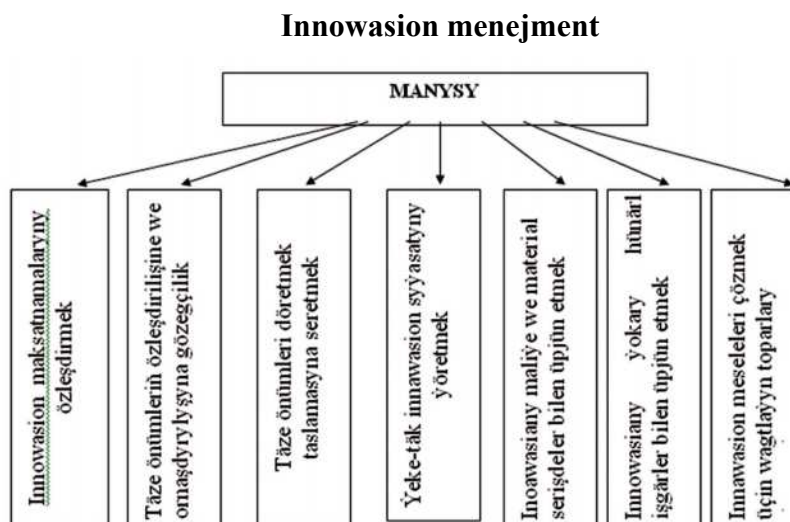 Innowasion menejment
MANYSY
Innowasion maksatnamalaryny
özleşdirmek
Täze önümleriň özleşdirilişine we
omaşdyrylyşyna gözegçilik
Täze önümleri döretmek
taslamasyna seretmek
Ýeke-täk innawasion syýasatyny
ýöretmek
Inoawasiany maliýe we material
serişdeler bilen üpjün etmek
Innowasiany ýokary hünärl
işgärler bilen üpjün etmek
Innawasion meseleleri çözmek
üçin wagtlaýyn toparlary